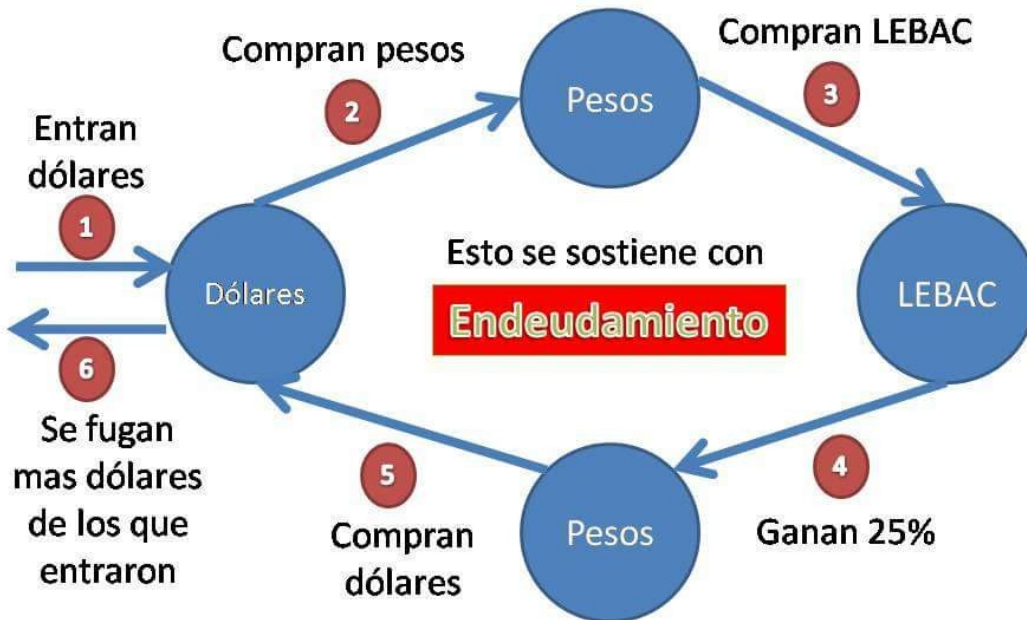 Entran
dólares
1
Compran pesos
2
Pesos
Compran LEBAC
3
Dólares
Esto se sostiene con
Endeudamiento
LEBAC
4
Ganan 25%
Pesos
5
Compran
dólares
6
Se fugan
mas dólares
de los que
entraron